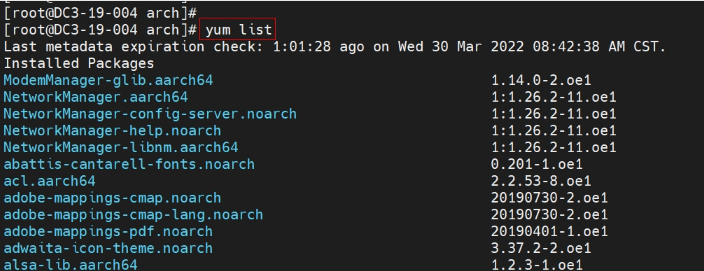 [root@DC3-19-004 arch]#
[root@DC3-19-004 arch]# yum list
Last metadata expiration check: 1:01:28 ago on Wed 30 Mar 2022 08:42:38 AM CST.
Installed Packages
ModemManager-glib.aarch64 1.14.0-2.oe1
NetworkManager.aarch64 1:1.26.2-11.oe1
NetworkManager-config-server.noarch 1:1.26.2-11.oe1
NetworkManager-help.noarch 1:1.26.2-11.oe1
NetworkManager-libnm.aarch64 1:1.26.2-11.oe1
abattis-cantarell-fonts.noarch 0.201-1.oe1
acl.aarch64 2.2.53-8.oe1
adobe-mappings-cmap.noarch 20190730-2.oe1
adobe-mappings-cmap-lang.noarch 20190730-2.oe1
adobe-mappings-pdf.noarch 20190401-1.oe1
adwaita-icon-theme.noarch 3.37.2-2.oe1
alsa-lib.aarch64 1.2.3-1.oe1